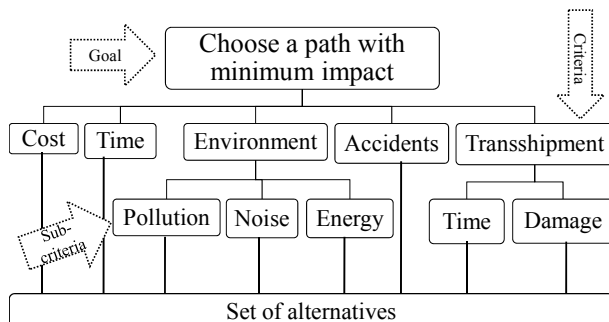 Goal
Choose a path with
minimum impact
Criteria
Cost
Time
Environment
Accidents
Transshipment
Sub-
criteria
Pollution
Noise
Energy
Time
Damage
Set of alternatives